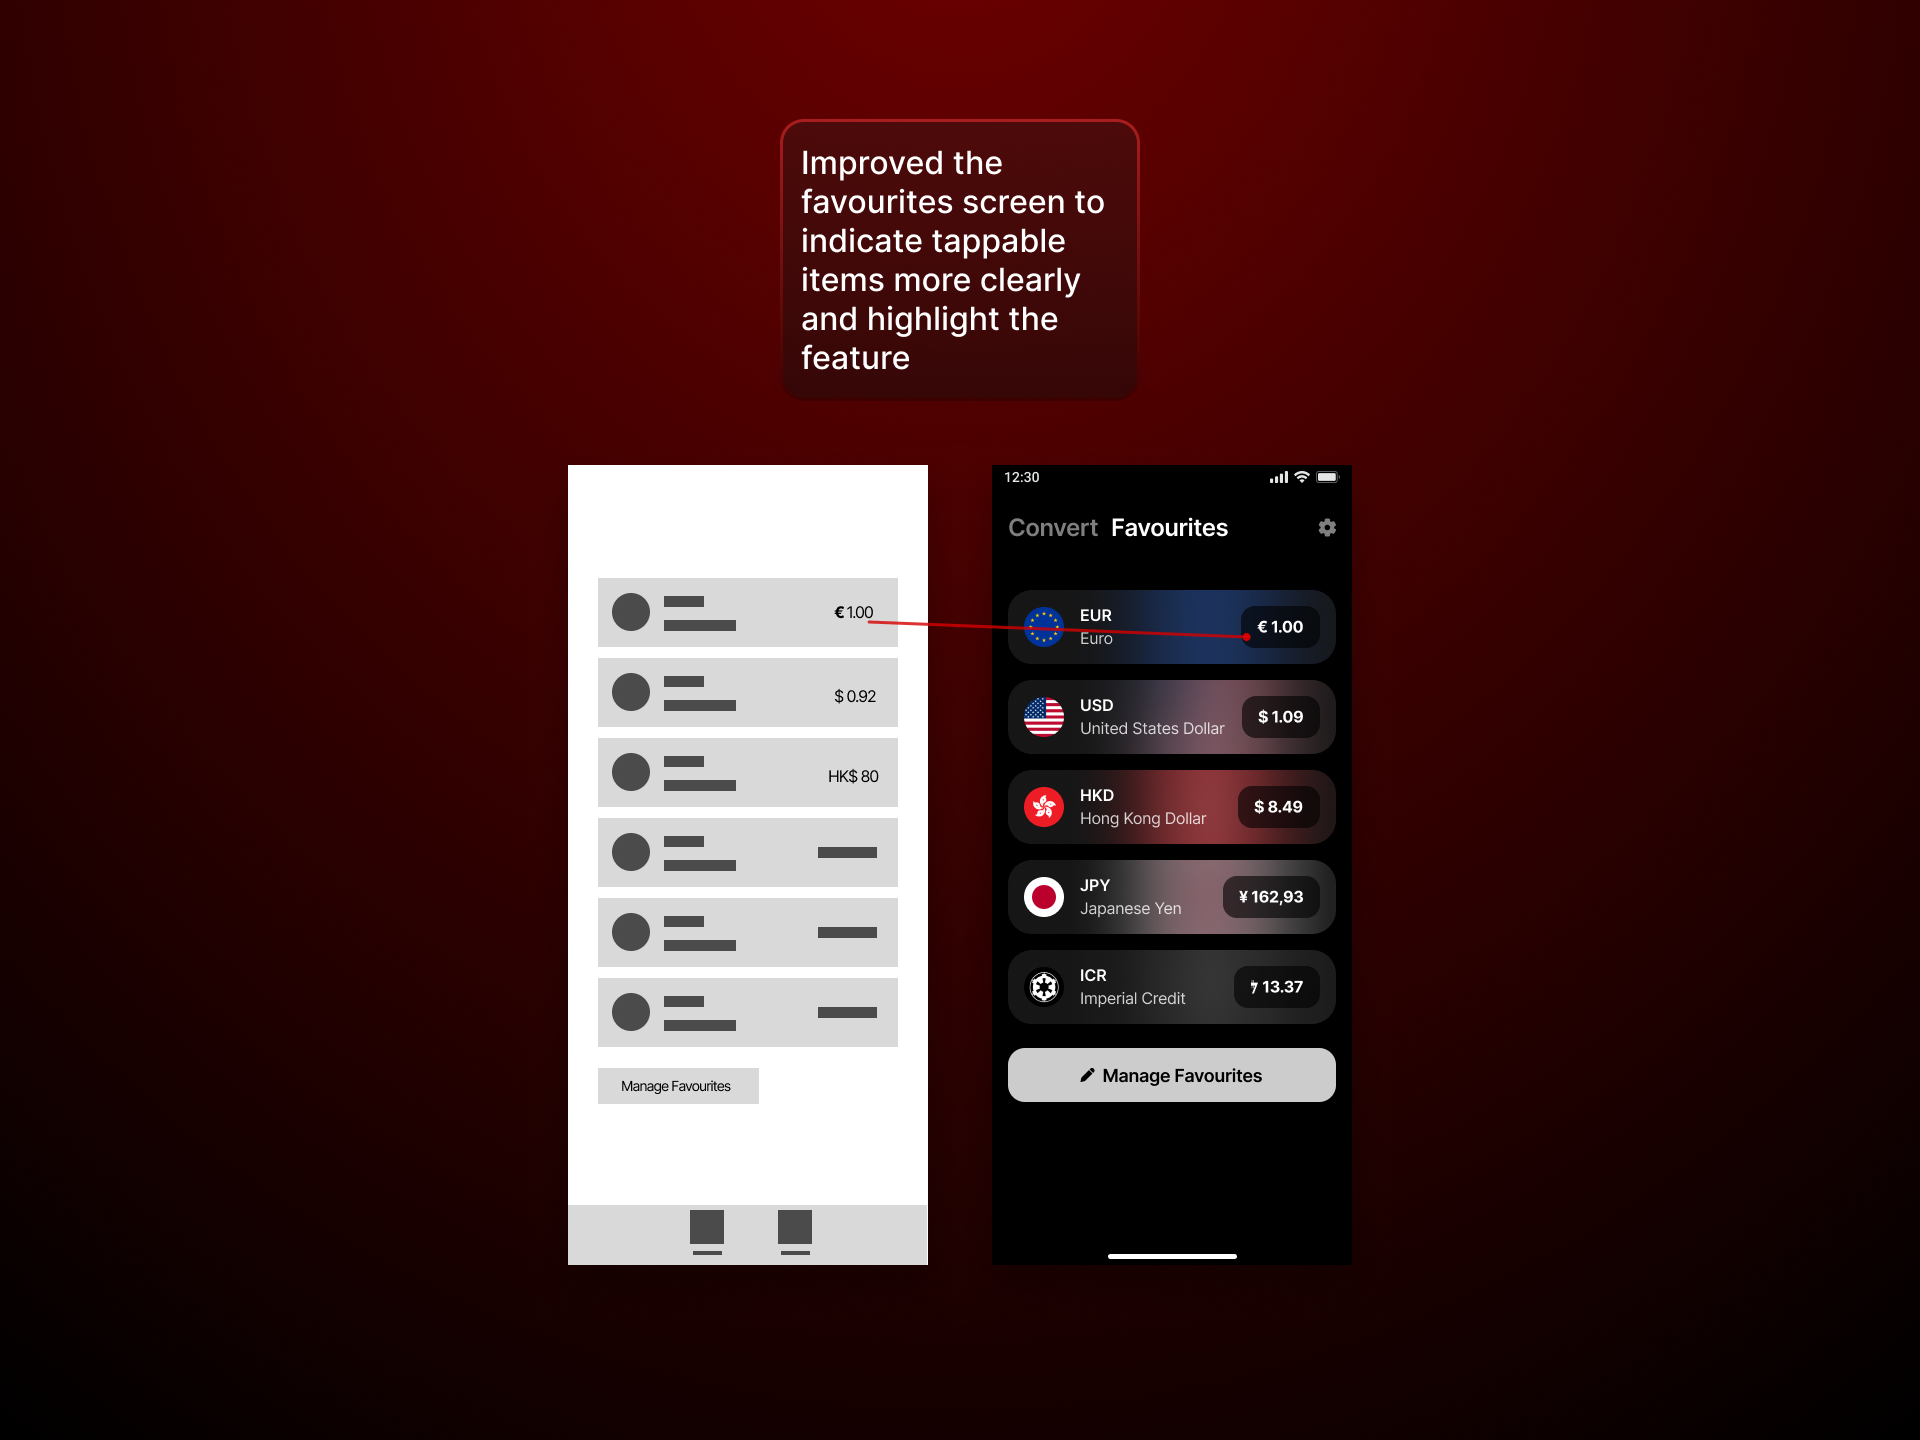 Improved the
favourites screen to
indicate tappable
items more clearly
and highlight the
feature
€ 1.00
$ 0.92
HK$ 80
Manage Favourites
12:30
Convert Favourites
EUR
Euro
€ 1.00
USD
United States Dollar
$ 1.09
HKD
Hong Kong Dollar
$ 8.49
JPY
Japanese Yen
¥ 162,93
ICR
Imperial Credit
13.37
Manage Favourites